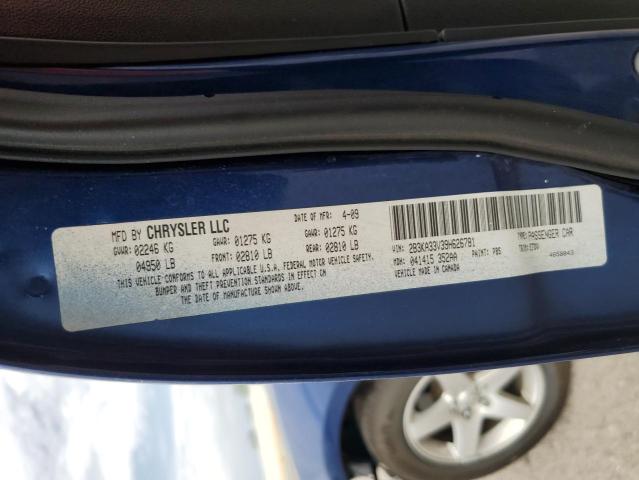 MFD BY CHRYSLER LLC DATE OF MFR 4-09
GVWR: 02246 KG GAWR: 01275 KG GAWR: 01275 KG
04950 LB FRONT: 02810 LB REAR: 02810 LB
THIS VEHICLE CONFORMS TO ALL APPLICABLE U.S.A. FEDERAL MOTOR VEHICLE SAFETY,
BUMPER AND THEFT PREVENTION STANDARDS IN EFFECT ON
THE DATE OF MANUFACTURE SHOWN ABOVE.
VIN: 2B3KA33V39H626781 TYPE: PASSENGER CAR
MDH: 041415 352AA PAINT: PBS TRIM:
MADE IN CANADA 4658043